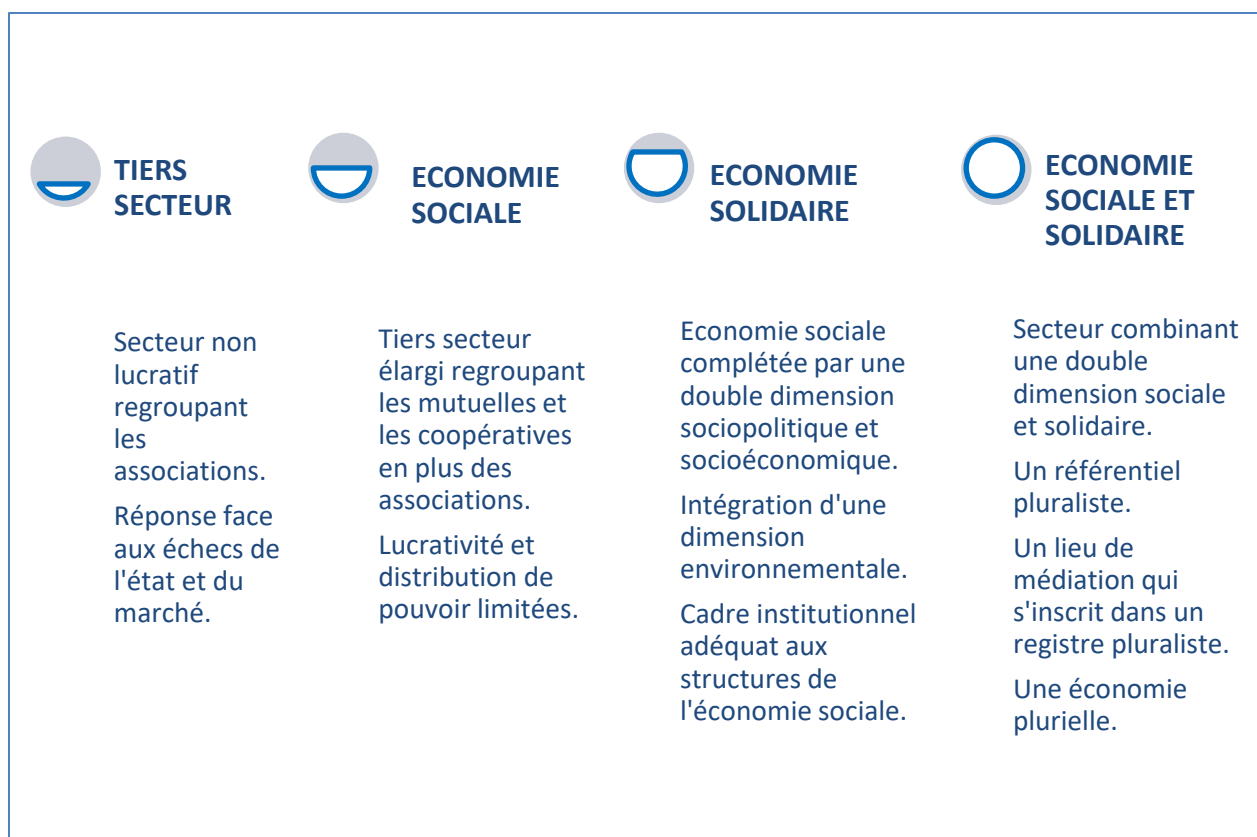 TIERS
SECTEUR
Secteur non
lucratif
regroupant
les
associations.
Réponse face
aux échecs de
l'état et du
marché.
ECONOMIE
SOCIALE
Tiers secteur
élargi regroupant
les mutuelles et
les coopératives
en plus des
associations.
Lucrativité et
distribution de
pouvoir limitées.
ECONOMIE
SOLIDAIRE
Economie sociale
complétée par une
double dimension
sociopolitique et
socioéconomique.
Intégration d'une
dimension
environnementale.
Cadre institutionnel
adéquat aux
structures de
l'économie sociale.
ECONOMIE
SOCIALE ET
SOLIDAIRE
Secteur combinant
une double
dimension sociale
et solidaire.
Un référentiel
pluraliste.
Un lieu de
médiation qui
s'inscrit dans un
registre pluraliste.
Une économie
plurielle.